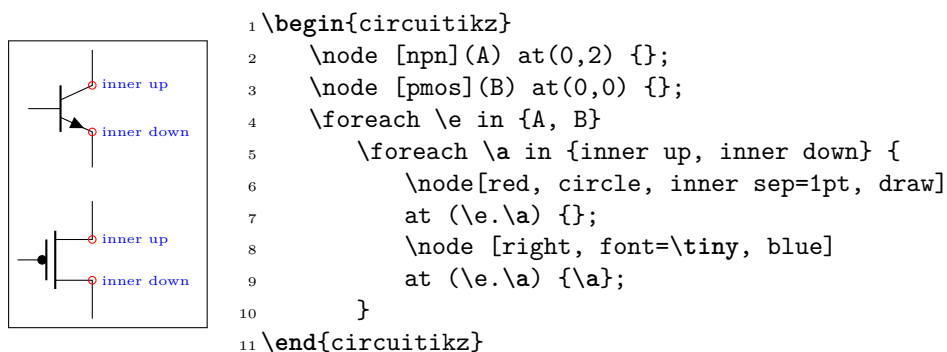 inner up
inner down
inner up
inner down
1 \begin{circuitikz}
2 \node [npn](A) at(0,2) {};
3 \node [pmos](B) at(0,0) {};
4 \foreach \e in {A, B}
5 \foreach \a in {inner up, inner down} {
6 \node[red, circle, inner sep=1pt, draw]
7 at (\e.\a) {};
8 \node [right, font=\tiny, blue]
9 at (\e.\a) {\a};
10 }
11 \end{circuitikz}